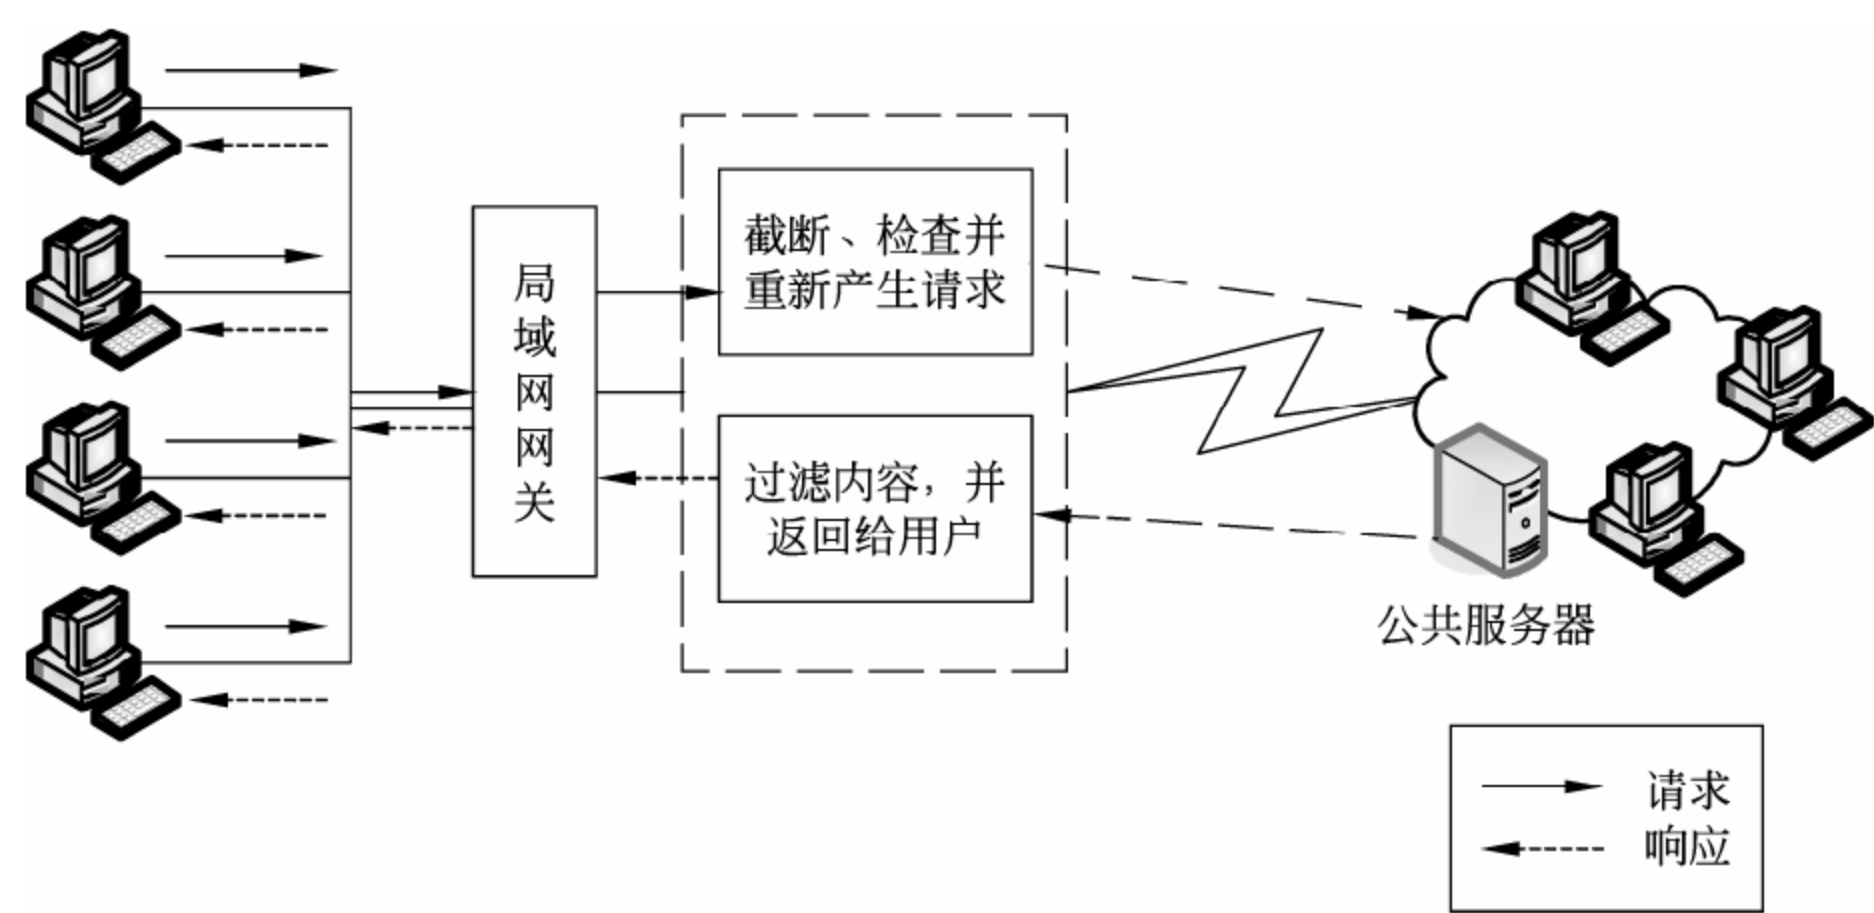 局
域
网
网
关
截断、检查并
重新产生请求
过滤内容，并
返回给用户
公共服务器
请求
响应